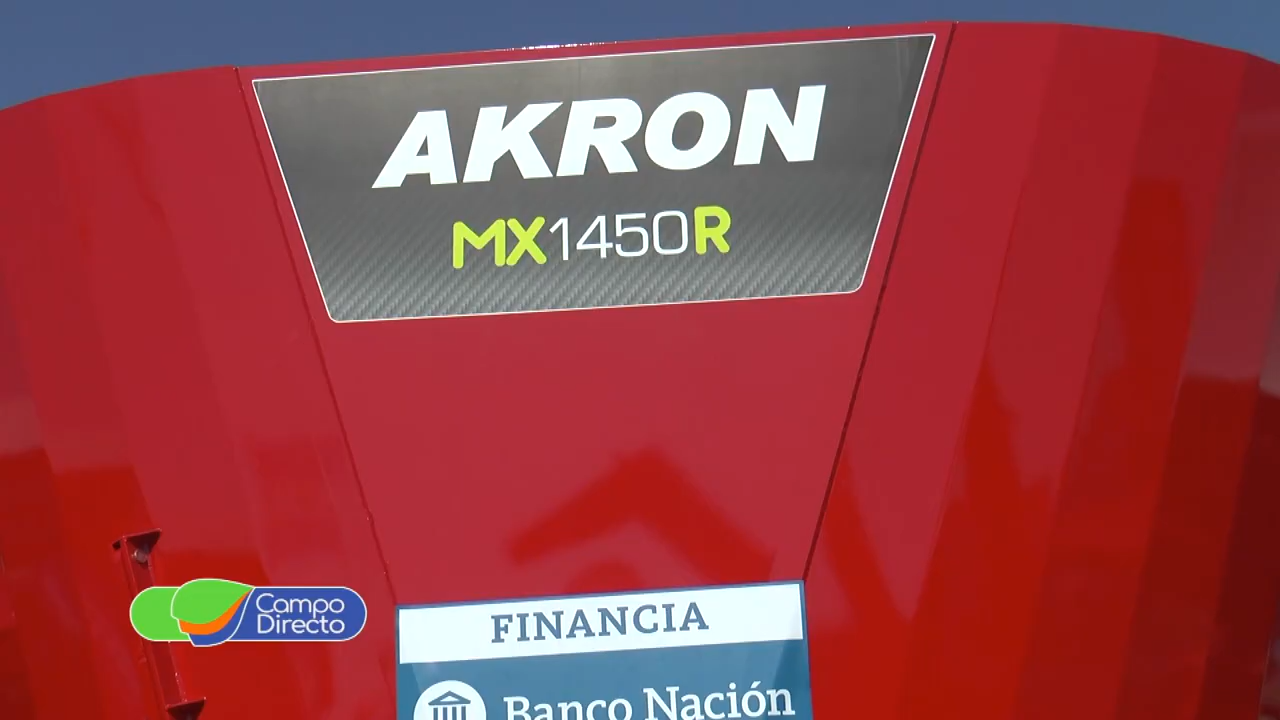 AKRON
MX1450R
Campo
Directo
FINANCIA
Banco Nación